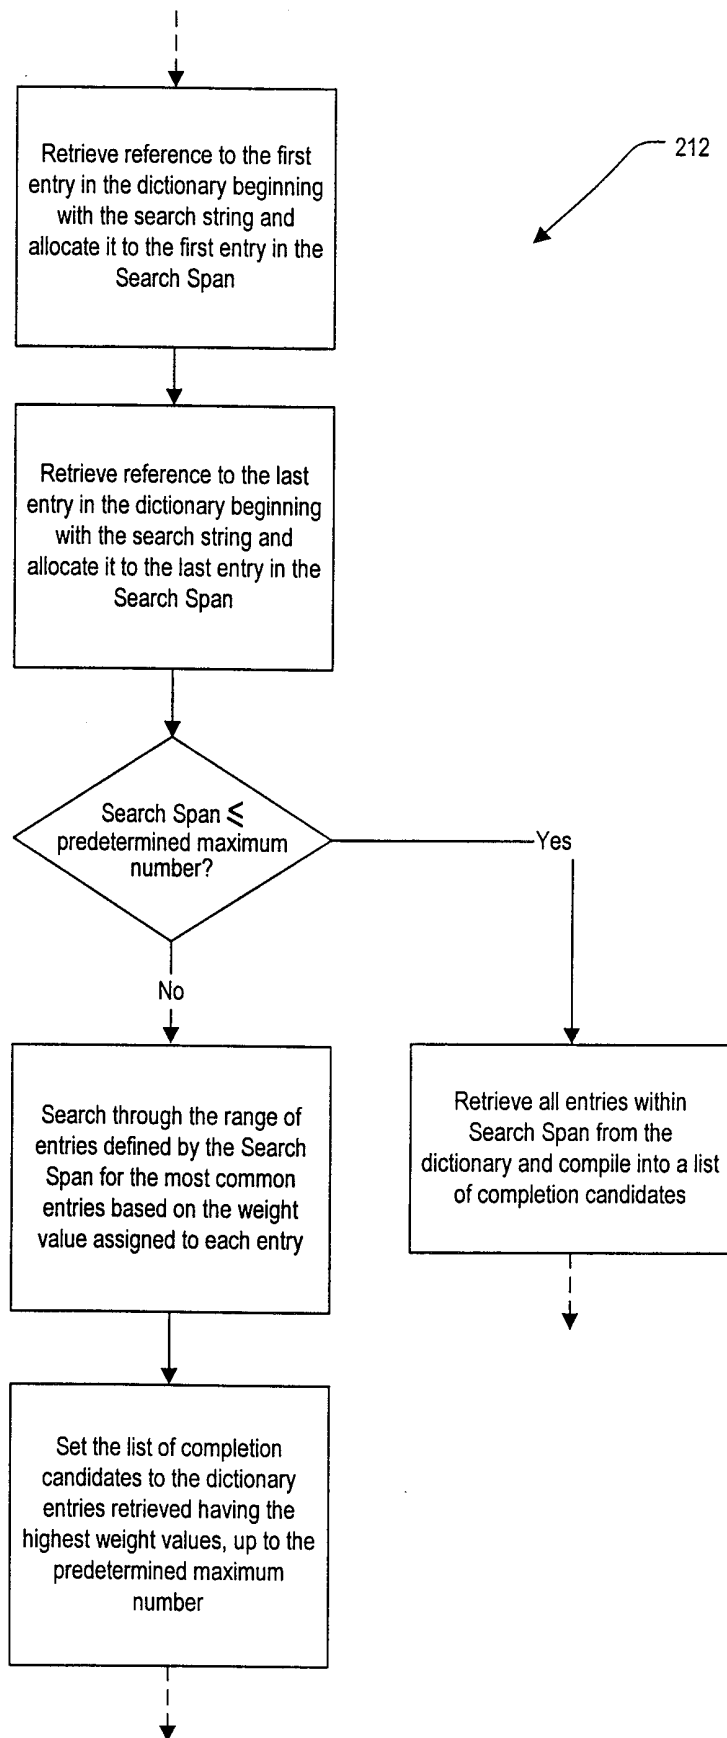 Retrieve reference to the first
entry in the dictionary beginning
with the search string and
allocate it to the first entry in the
Search Span
212
Retrieve reference to the last
entry in the dictionary beginning
with the search string and
allocate it to the last entry in the
Search Span
Search Span ≤
predetermined maximum
number?
Yes
No
Search through the range of
entries defined by the Search
Span for the most common
entries based on the weight
value assigned to each entry
Retrieve all entries within
Search Span from the
dictionary and compile into a list
of completion candidates
Set the list of completion
candidates to the dictionary
entries retrieved having the
highest weight values, up to the
predetermined maximum
number